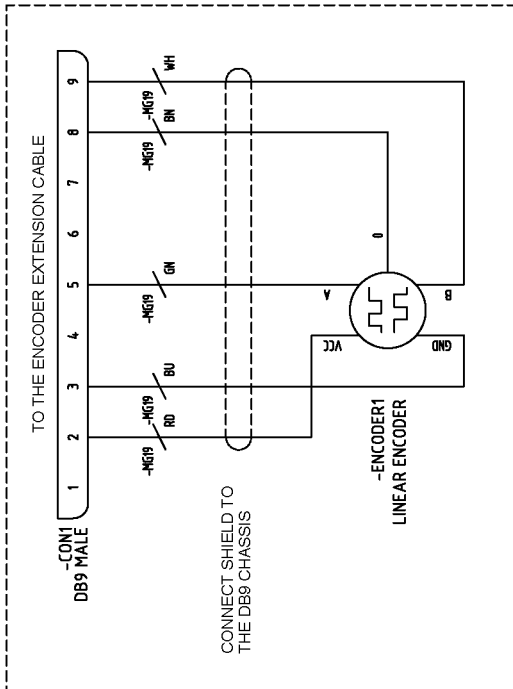 TO THE ENCODER EXTENSION CABLE
-CON1
DB9 MALE
1
2
3
4
5
6
7
8
9
-MG19
RD
-MG19
BU
-MG19
GN
-MG19
BN
-MG19
WH
CONNECT SHIELD TO
THE DB9 CHASSIS
VCC
A
0
GND
B
-ENCODER1
LINEAR ENCODER